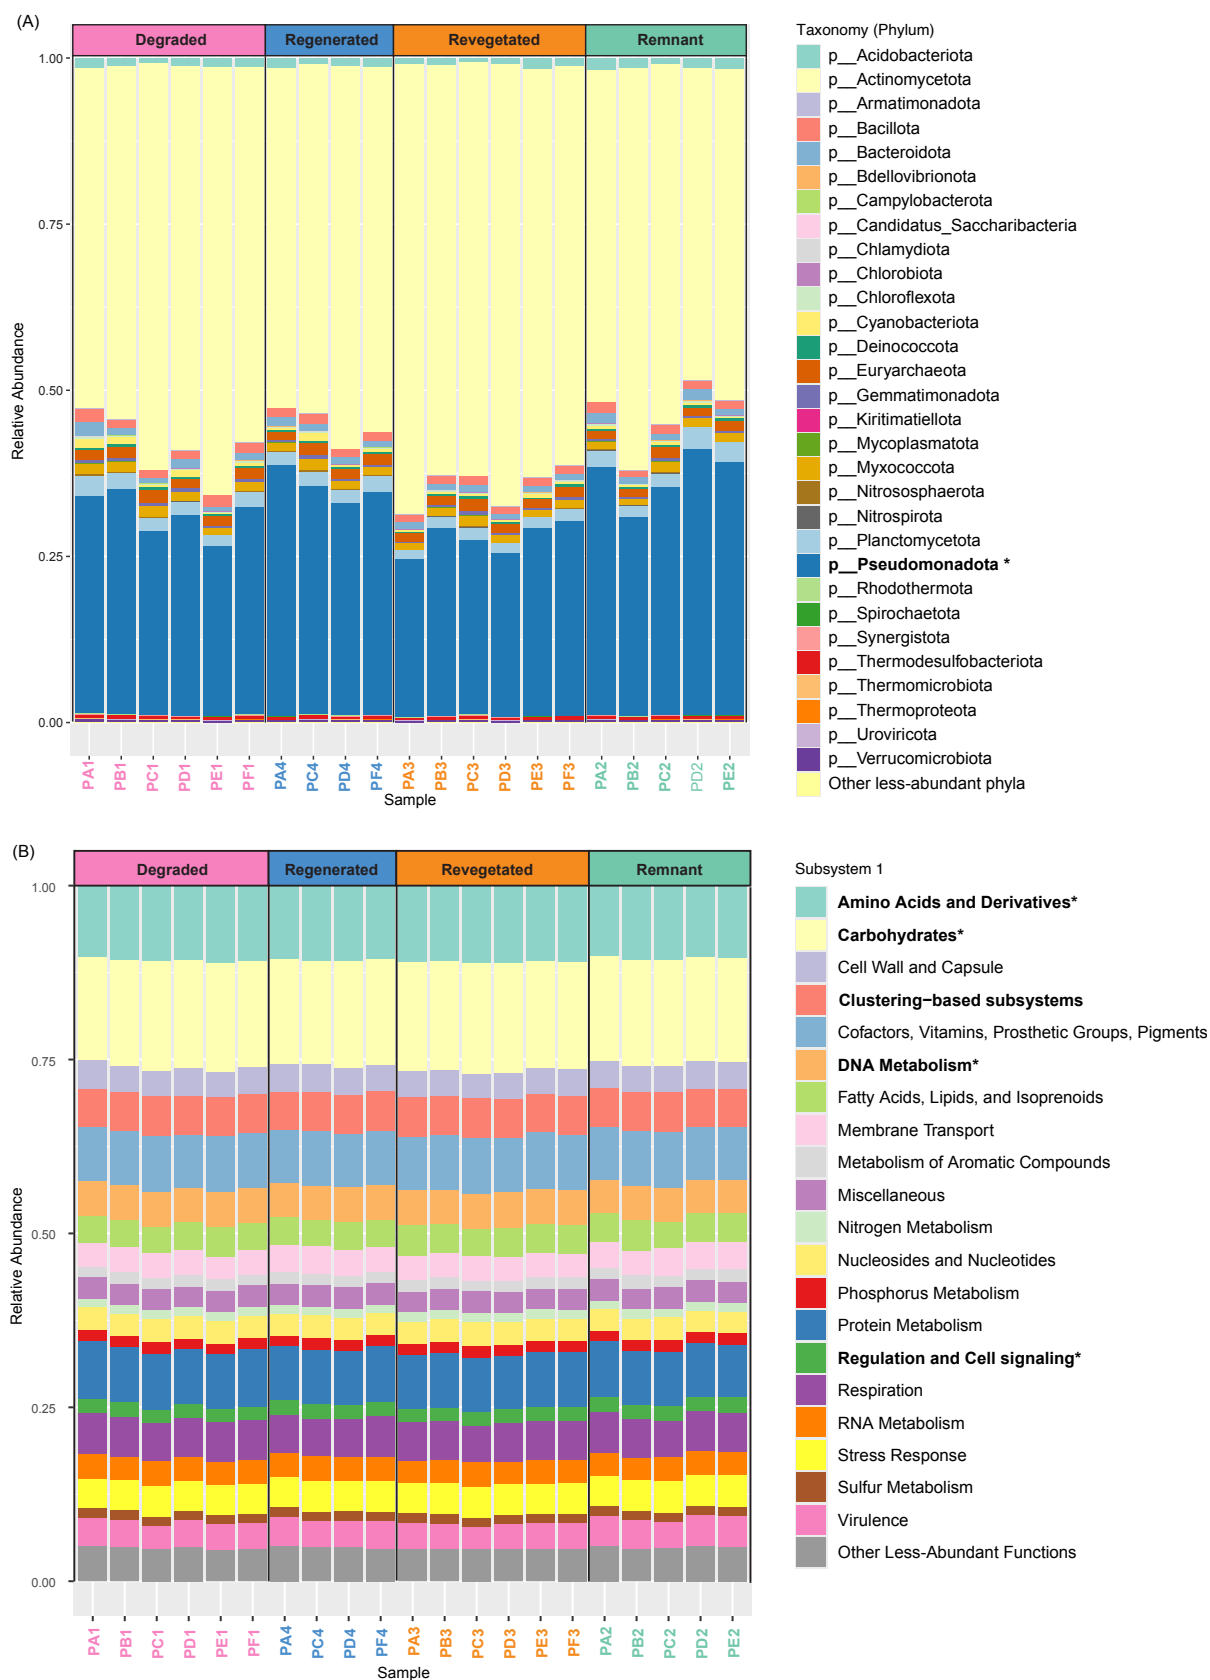 (A)
Degraded Regenerated Revegetated Remnant
1.00
0.75
0.50
0.25
0.00
Relative Abundance
PA1 PB1 PC1 PD1 PE1 PF1 PA4 PC4 PD4 PF4 PA3 PB3 PC3 PD3 PE3 PF3 PA2 PB2 PC2 PD2 PE2
Sample
Taxonomy (Phylum)
p__Acidobacteriota
p__Actinomycetota
p__Armatimonadota
p__Bacillota
p__Bacteroidota
p__Bdellovibrionota
p__Campylobacterota
p__Candidatus_Saccharibacteria
p__Chlamydiota
p__Chlorobiota
p__Chloroflexota
p__Cyanobacteriota
p__Deinococcota
p__Euryarchaeota
p__Gemmatimonadota
p__Kiritimatiellota
p__Mycoplasmatota
p__Myxococcota
p__Nitrososphaerota
p__Nitrospirota
p__Planctomycetota
p__Pseudomonadota *
p__Rhodothermota
p__Spirochaetota
p__Synergistota
p__Thermodesulfobacteriota
p__Thermomicrobiota
p__Thermoproteota
p__Uroviricota
p__Verrucomicrobiota
Other less-abundant phyla
(B)
Degraded Regenerated Revegetated Remnant
1.00
0.75
0.50
0.25
0.00
Relative Abundance
PA1 PB1 PC1 PD1 PE1 PF1 PA4 PC4 PD4 PF4 PA3 PB3 PC3 PD3 PE3 PF3 PA2 PB2 PC2 PD2 PE2
Sample
Subsystem 1
Amino Acids and Derivatives*
Carbohydrates*
Cell Wall and Capsule
Clustering−based subsystems
Cofactors, Vitamins, Prosthetic Groups, Pigments
DNA Metabolism*
Fatty Acids, Lipids, and Isoprenoids
Membrane Transport
Metabolism of Aromatic Compounds
Miscellaneous
Nitrogen Metabolism
Nucleosides and Nucleotides
Phosphorus Metabolism
Protein Metabolism
Regulation and Cell signaling*
Respiration
RNA Metabolism
Stress Response
Sulfur Metabolism
Virulence
Other Less-Abundant Functions